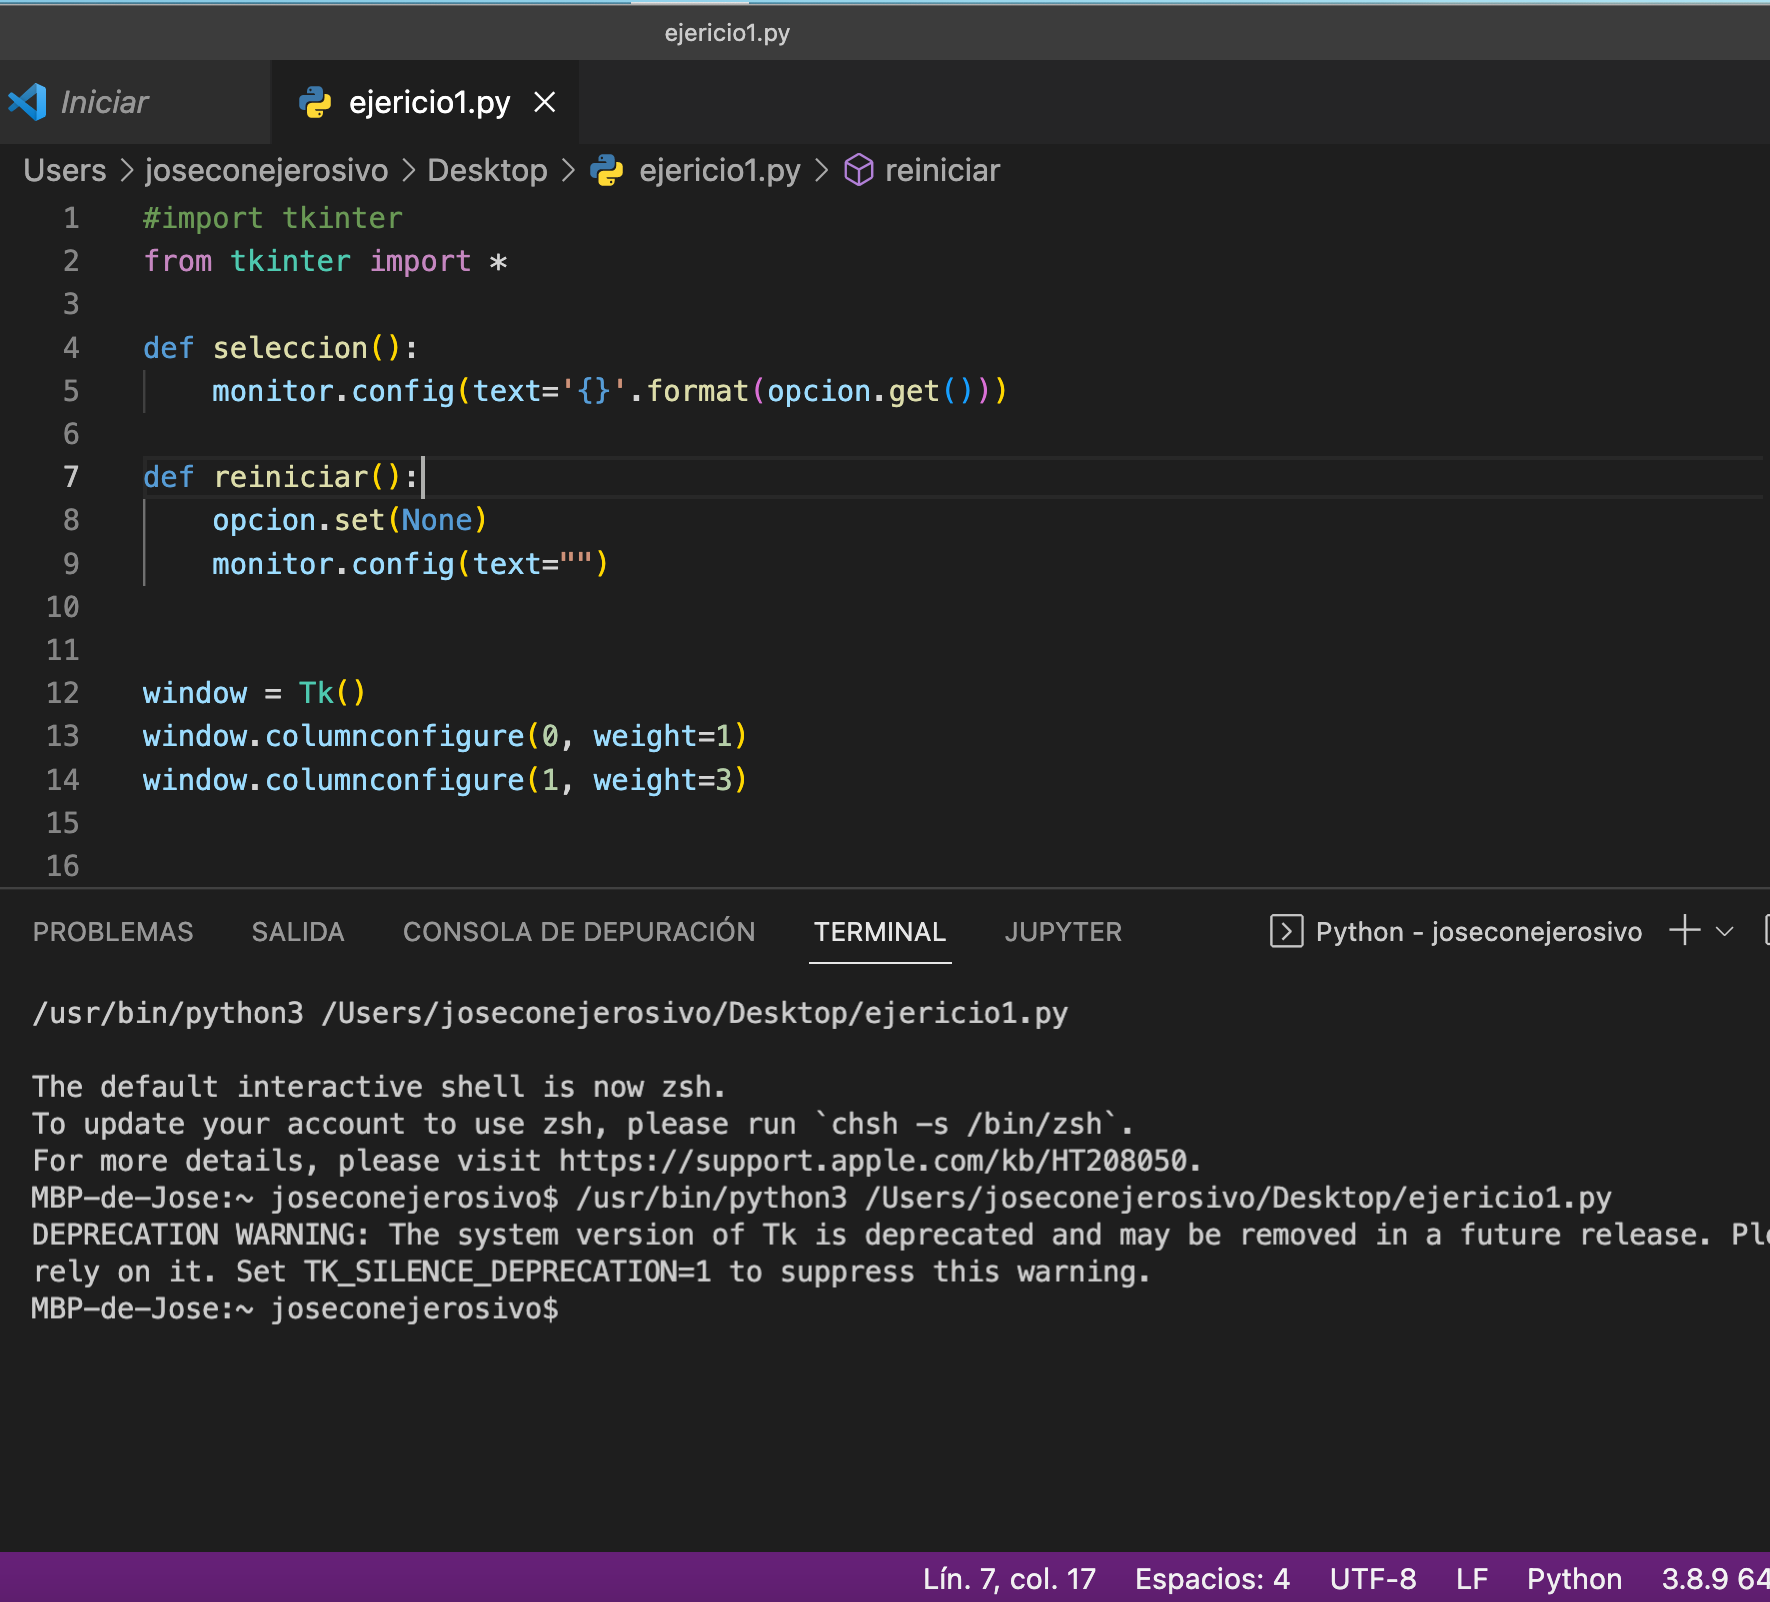 ejericio1.py
Iniciar
ejericio1.py
Users > joseconejerosivo > Desktop > ejericio1.py > reiniciar
1 #import tkinter
2 from tkinter import *
3
4 def seleccion():
5 monitor.config(text='{}'.format(opcion.get()))
6
7 def reiniciar():
8 opcion.set(None)
9 monitor.config(text="")
10
11
12 window = Tk()
13 window.columnconfigure(0, weight=1)
14 window.columnconfigure(1, weight=3)
15
16
PROBLEMAS SALIDA CONSOLA DE DEPURACIÓN TERMINAL JUPYTER Python - joseconejerosivo
/usr/bin/python3 /Users/joseconejerosivo/Desktop/ejericio1.py
The default interactive shell is now zsh.
To update your account to use zsh, please run `chsh -s /bin/zsh`.
For more details, please visit https://support.apple.com/kb/HT208050.
MBP-de-Jose:~ joseconejerosivo$ /usr/bin/python3 /Users/joseconejerosivo/Desktop/ejericio1.py
DEPRECATION WARNING: The system version of Tk is deprecated and may be removed in a future release.
rely on it. Set TK_SILENCE_DEPRECATION=1 to suppress this warning.
MBP-de-Jose:~ joseconejerosivo$
Lín. 7, col. 17 Espacios: 4 UTF-8 LF Python 3.8.9 64